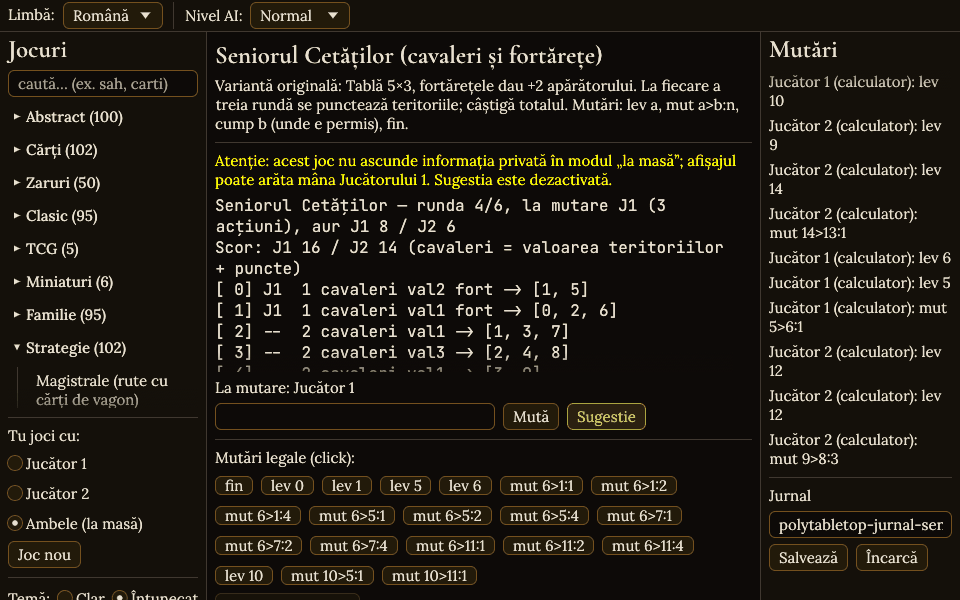 Limbă: Română ▼ Nivel AI: Normal ▼
Jocuri
caută... (ex. sah, carti)
▸ Abstract (100)
▸ Cărți (102)
▸ Zaruri (50)
▸ Clasic (95)
▸ TCG (5)
▸ Miniaturi (6)
▸ Familie (95)
▾ Strategie (102)
Magistrale (rute cu
cărți de vagon)
Tu joci cu:
Jucător 1
Jucător 2
Ambele (la masă)
Joc nou
Temă: Clar Întunecat
Seniorul Cetăților (cavaleri și fortărețe)
Variantă originală: Tablă 5×3, fortărețele dau +2 apărătorului. La fiecare a
treia rundă se punctează teritoriile; câștigă totalul. Mutări: lev a, mut a>b:n,
cump b (unde e permis), fin.
Atenție: acest joc nu ascunde informația privată în modul „la masă”; afișajul
poate arăta mâna Jucătorului 1. Sugestia este dezactivată.
Seniorul Cetăților — runda 4/6, la mutare J1 (3
acțiuni), aur J1 8 / J2 6
Scor: J1 16 / J2 14 (cavaleri = valoarea teritoriilor
+ puncte)
[ 0] J1  1 cavaleri val2 fort -> [1, 5]
[ 1] J1  1 cavaleri val1 fort -> [0, 2, 6]
[ 2] --  2 cavaleri val1 -> [1, 3, 7]
[ 3] --  2 cavaleri val3 -> [2, 4, 8]
[ 4] --  2 cavaleri val1 -> [3, 9]
La mutare: Jucător 1
Mută Sugestie
Mutări legale (click):
fin lev 0 lev 1 lev 5 lev 6 mut 6>1:1 mut 6>1:2
mut 6>1:4 mut 6>5:1 mut 6>5:2 mut 6>5:4 mut 6>7:1
mut 6>7:2 mut 6>7:4 mut 6>11:1 mut 6>11:2 mut 6>11:4
lev 10 mut 10>5:1 mut 10>11:1
Mutări
Jucător 1 (calculator): lev
10
Jucător 2 (calculator): lev
9
Jucător 2 (calculator): lev
14
Jucător 2 (calculator):
mut 14>13:1
Jucător 1 (calculator): lev 6
Jucător 1 (calculator): lev 5
Jucător 1 (calculator): mut
5>6:1
Jucător 2 (calculator): lev
12
Jucător 2 (calculator): lev
12
Jucător 2 (calculator):
mut 9>8:3
Jurnal
polytabletop-jurnal-ser
Salvează Încarcă